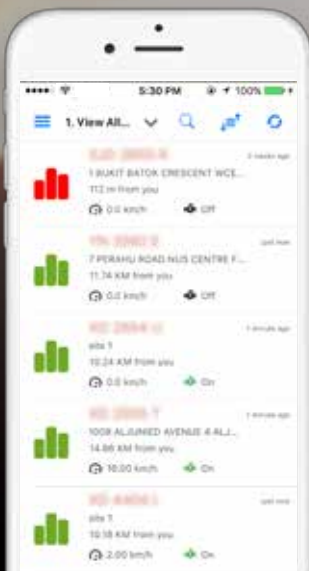 5:30 PM
100%
1. View All...
2 weeks ago
1 BUKIT BATOK CRESCENT WCE...
112 m from you
0.0 km/h Off
just now
7 PERAHU ROAD NUS CENTRE F...
11.74 KM from you
0.0 km/h Off
1 minute ago
site 1
10.24 KM from you
0.0 km/h On
1 minute ago
1009 ALJUNIED AVENUE 4 ALJ...
14.86 KM from you
16.00 km/h On
just now
site 1
10.18 KM from you
2.00 km/h On